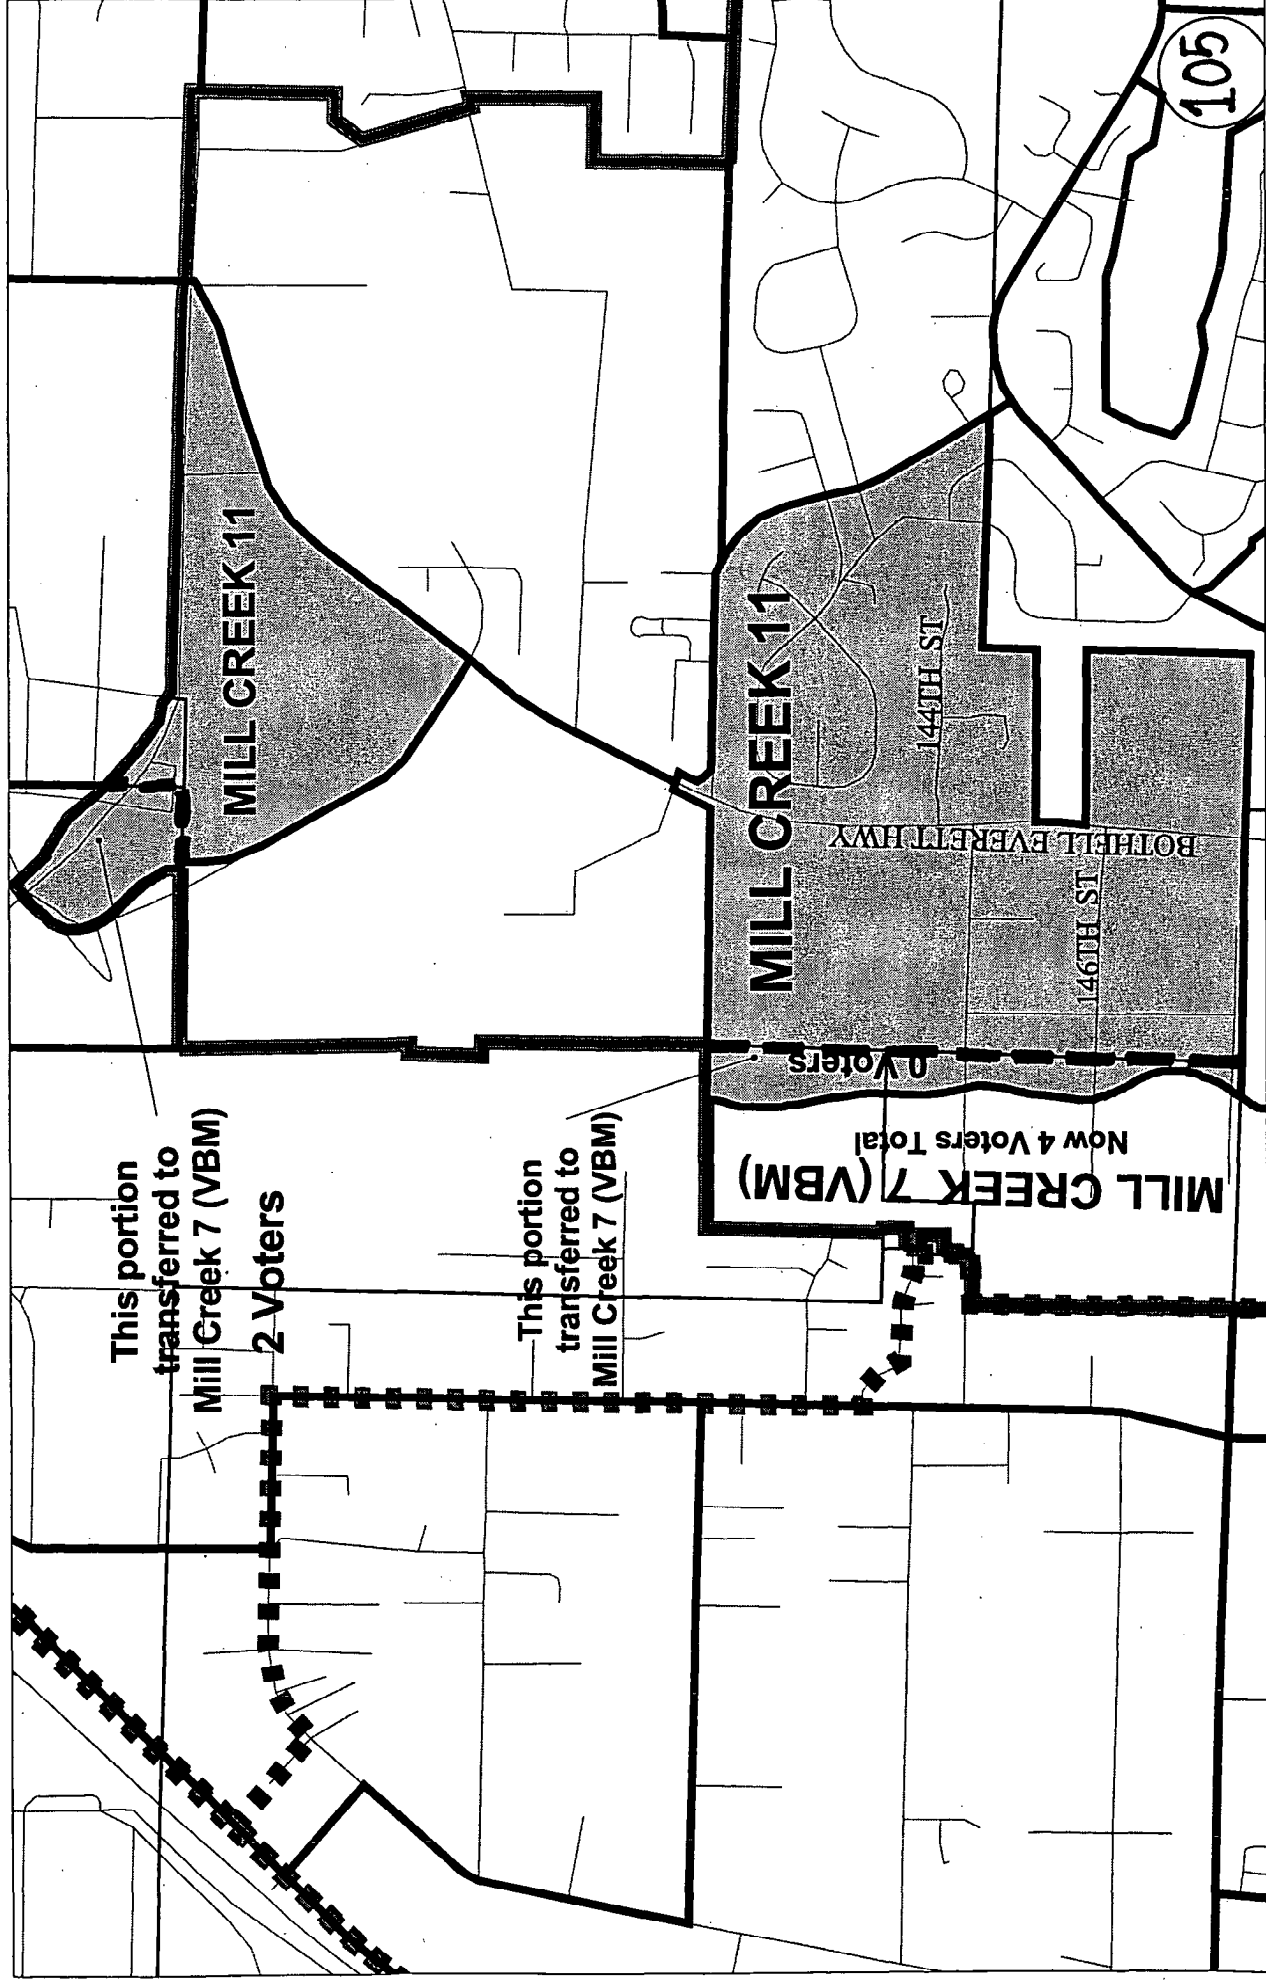 105
MILL CREEK 11
MILL CREEK 11
144TH ST
BOTHELL EVERETT HWY
146TH ST
0 Voters
Now 4 Voters Total
MILL CREEK 7 (VBM)
This portion
transferred to
Mill Creek 7 (VBM)
2 Voters
This portion
transferred to
Mill Creek 7 (VBM)